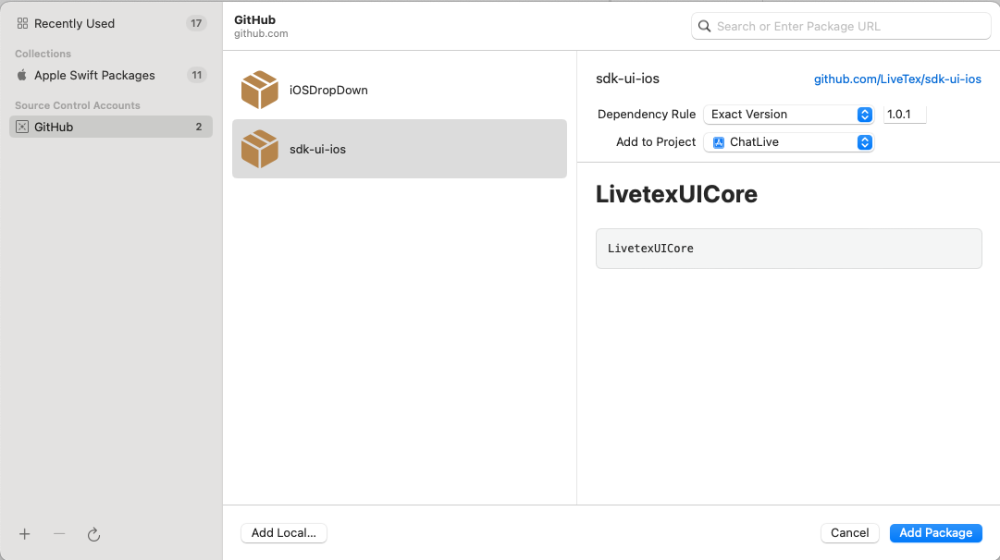 Recently Used 17
Collections
Apple Swift Packages 11
Source Control Accounts
GitHub 2
GitHub
github.com
Search or Enter Package URL
iOSDropDown
sdk-ui-ios
sdk-ui-ios github.com/LiveTex/sdk-ui-ios
Dependency Rule Exact Version 1.0.1
Add to Project ChatLive
LivetexUICore
LivetexUICore
Add Local... Cancel Add Package